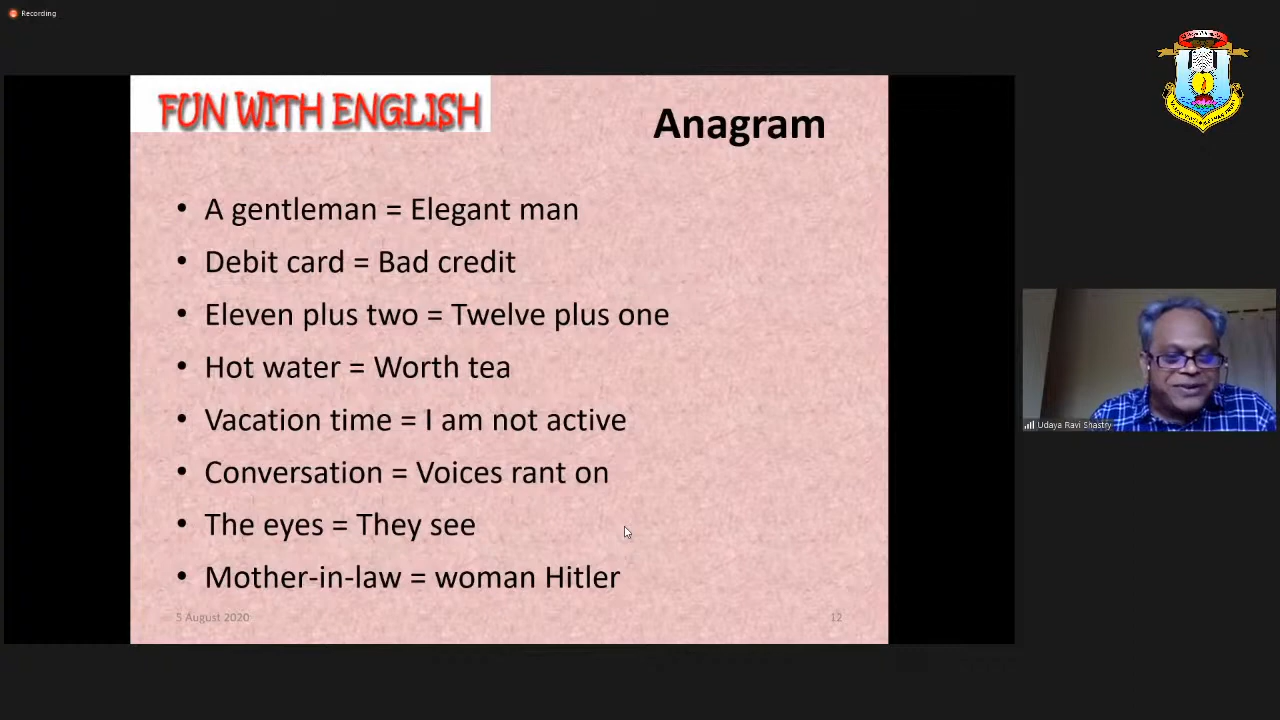 Recording
FUN WITH ENGLISH
Anagram
• A gentleman = Elegant man
• Debit card = Bad credit
• Eleven plus two = Twelve plus one
• Hot water = Worth tea
• Vacation time = I am not active
• Conversation = Voices rant on
• The eyes = They see
• Mother-in-law = woman Hitler
5 August 2020
12
Udaya Ravi Shastry